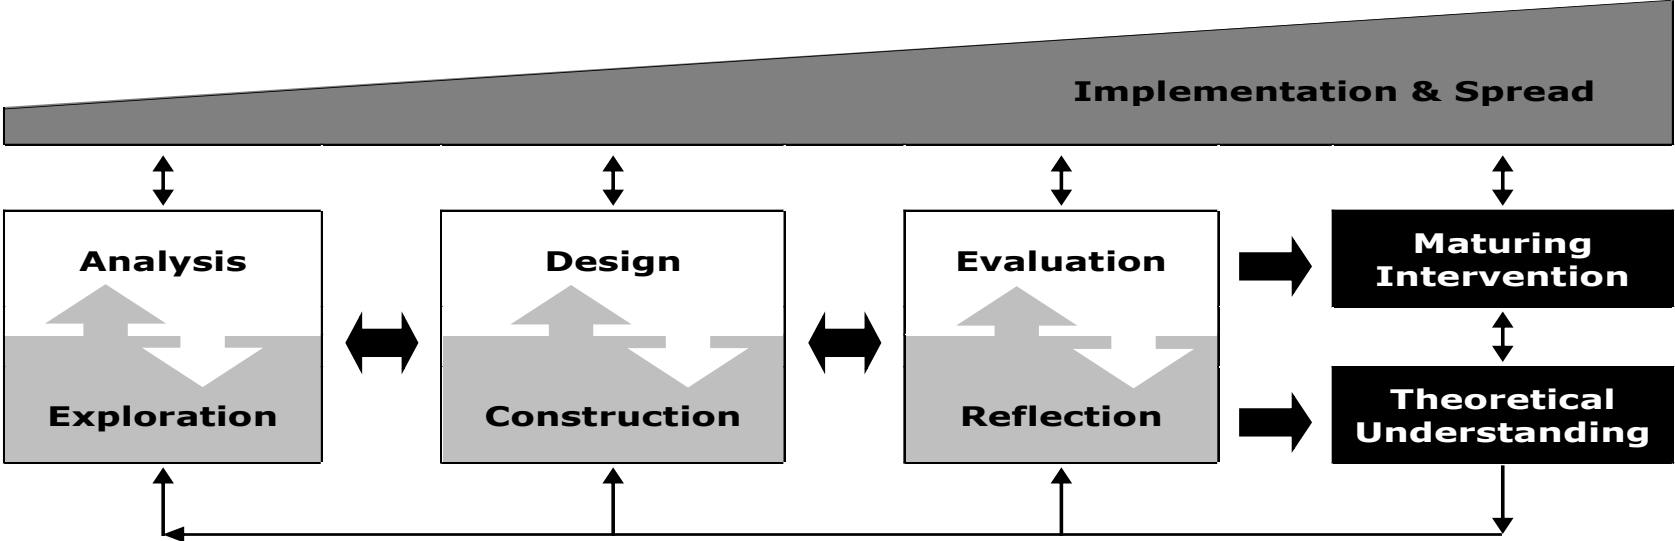 Implementation & Spread
Analysis
Exploration
Design
Construction
Evaluation
Reflection
Maturing
Intervention
Theoretical
Understanding